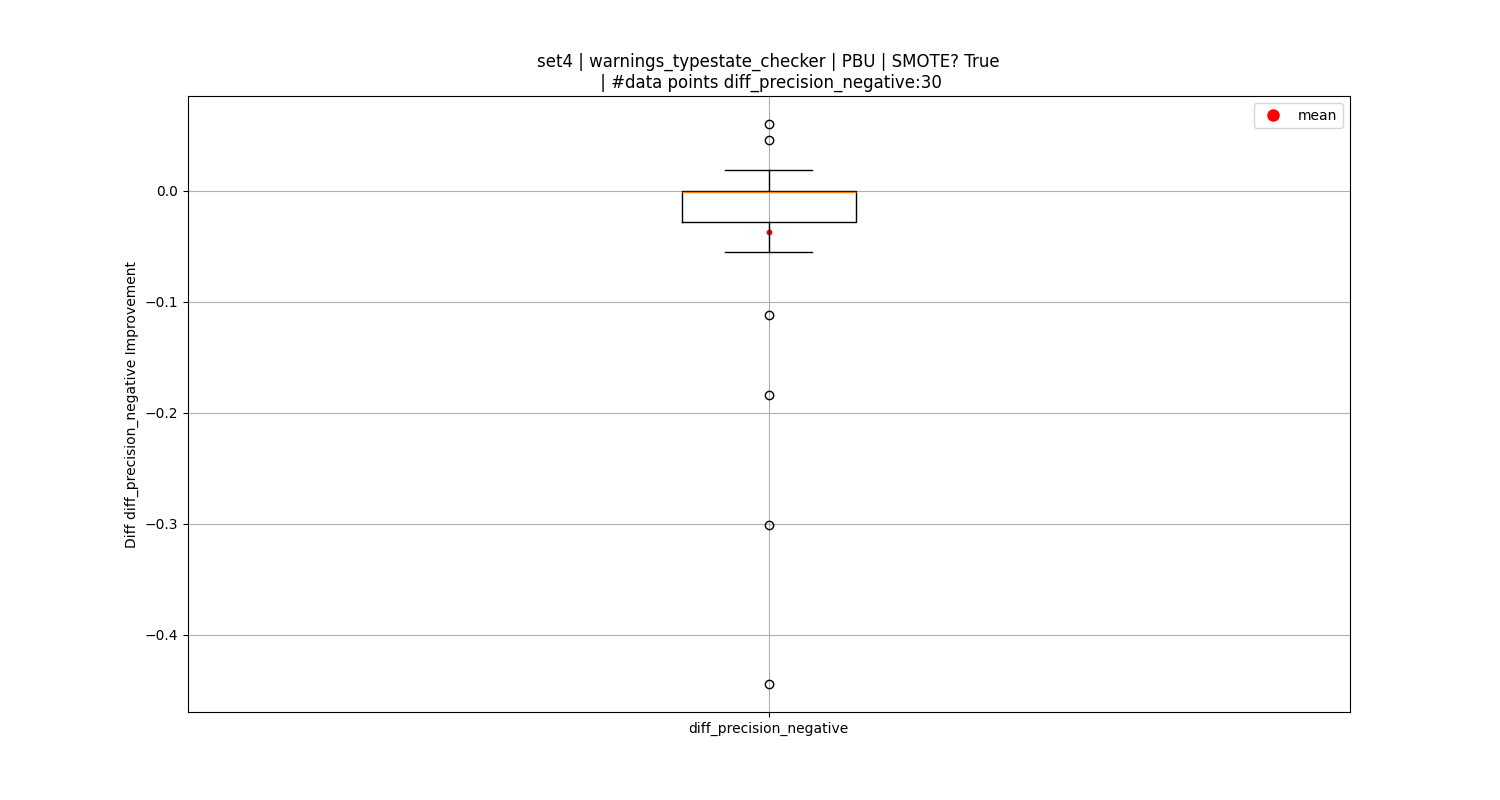 set4 | warnings_typestate_checker | PBU | SMOTE? True
| #data points diff_precision_negative:30
mean
0.0
−0.1
−0.2
−0.3
−0.4
Diff diff_precision_negative Improvement
diff_precision_negative